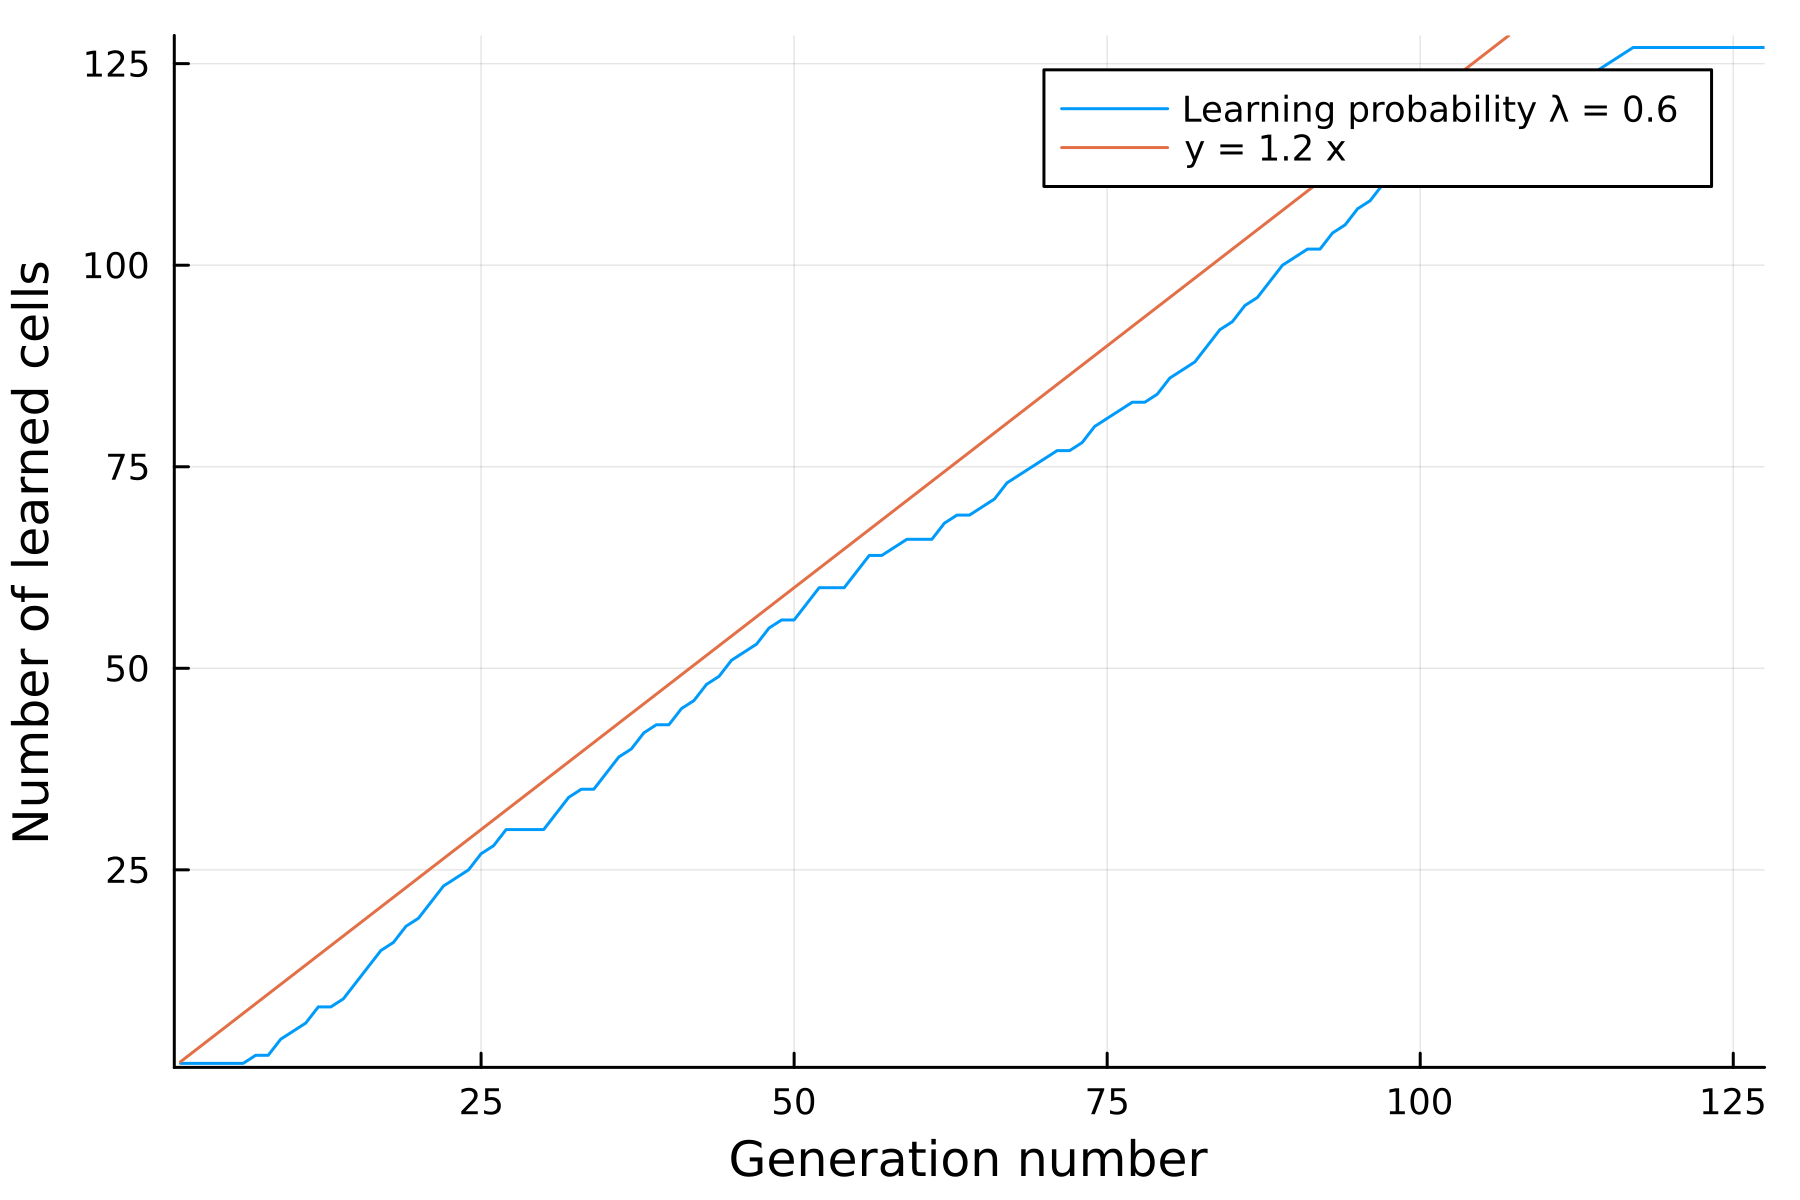 125
100
75
50
25
25 50 75 100 125
Number of learned cells
Generation number
Learning probability λ = 0.6
y = 1.2 x